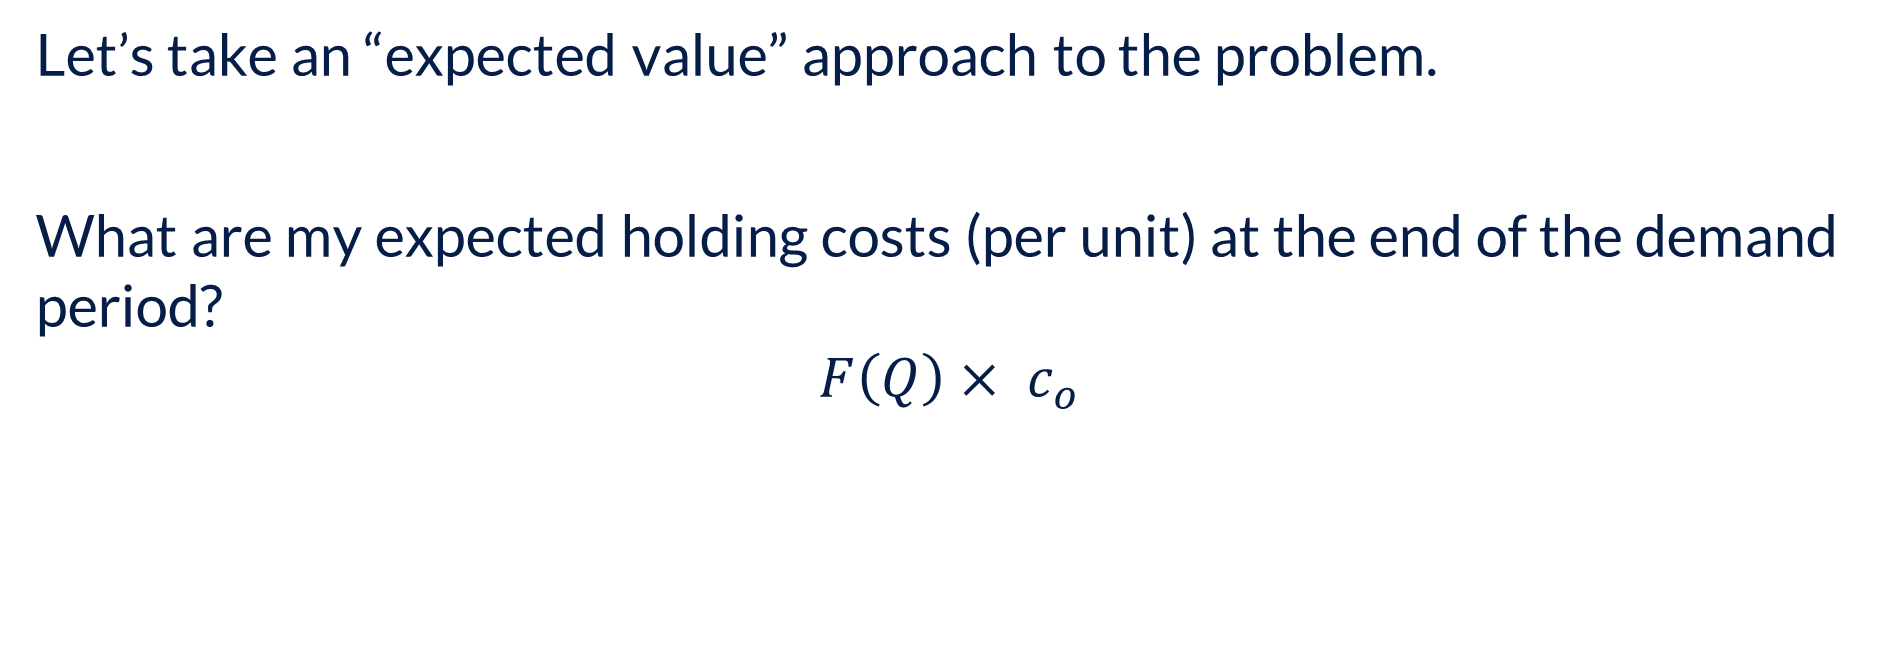 Let’s take an “expected value” approach to the problem.
What are my expected holding costs (per unit) at the end of the demand
period?
F(Q) × cₒ